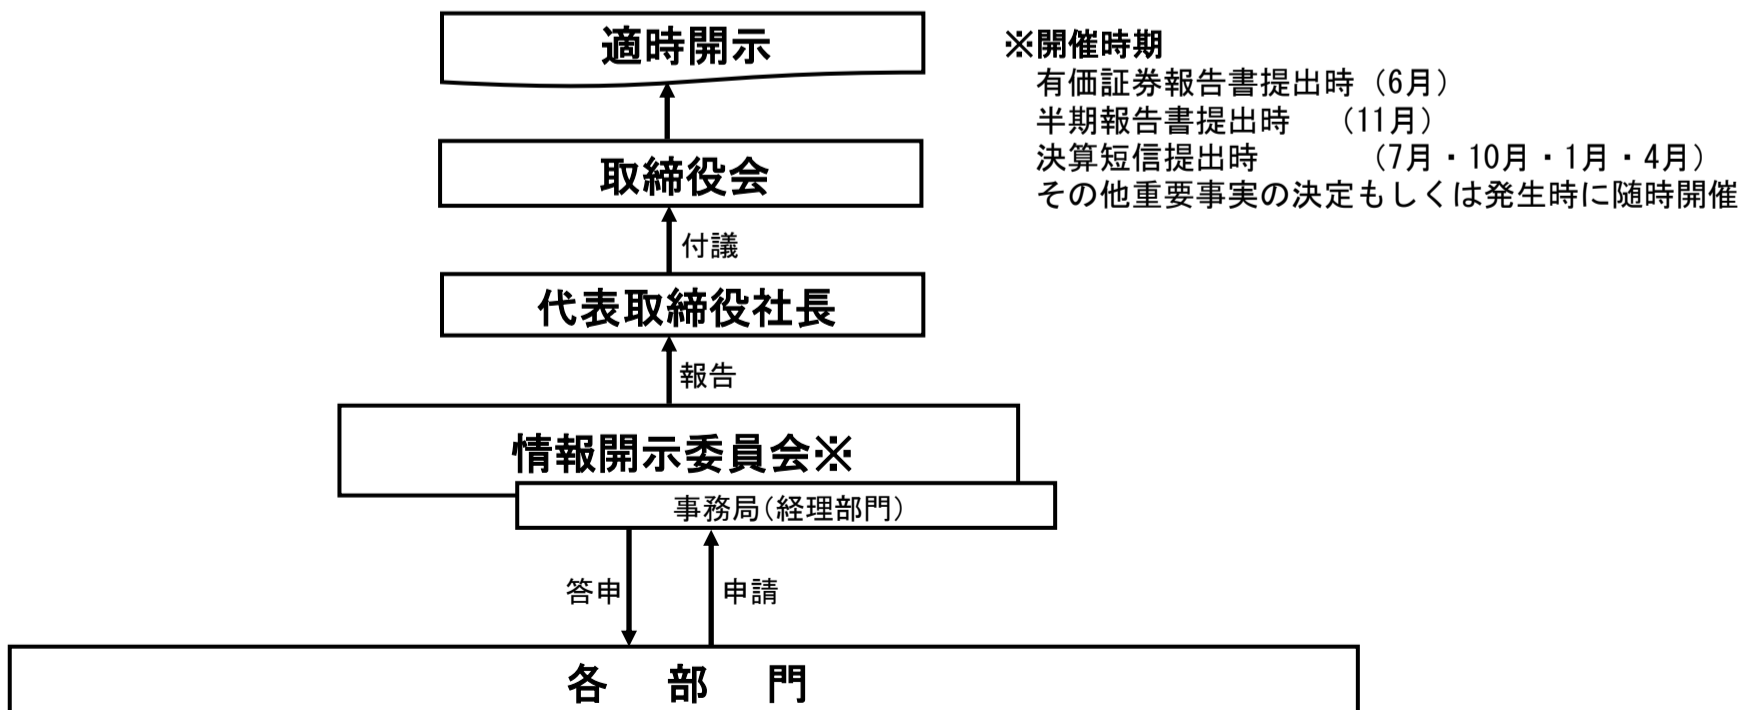 適時開示
※開催時期
有価証券報告書提出時（6月）
半期報告書提出時　（11月）
決算短信提出時　　　（7月・10月・1月・4月）
その他重要事実の決定もしくは発生時に随時開催
取締役会
付議
代表取締役社長
報告
情報開示委員会※
事務局（経理部門）
答申
申請
各　部　門